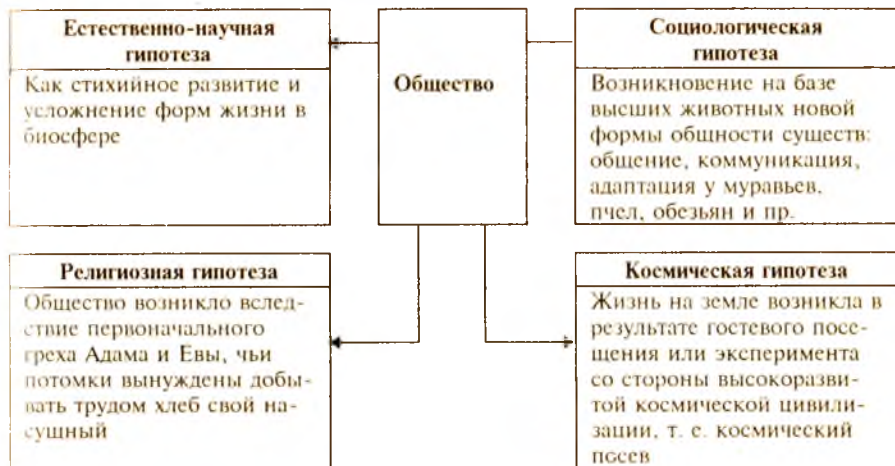 Естественно-научная
гипотеза
Как стихийное развитие и
усложнение форм жизни в
биосфере
Общество
Социологическая
гипотеза
Возникновение на базе
высших животных новой
формы общности существ:
общение, коммуникация,
адаптация у муравьев,
пчел, обезьян и пр.
Религиозная гипотеза
Общество возникло вслед-
ствие первоначального
греха Адама и Евы, чьи
потомки вынуждены добы-
вать трудом хлеб свой на-
сущный
Космическая гипотеза
Жизнь на земле возникла в
результате гостевого посе-
щения или эксперимента
со стороны высокоразви-
той космической цивили-
зации, т. е. космический
посев